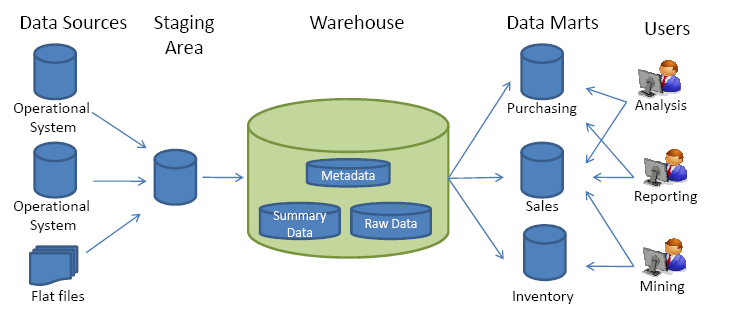 Data Sources
Staging
Area
Warehouse
Data Marts
Users
Operational
System
Operational
System
Flat files
Metadata
Summary
Data
Raw Data
Purchasing
Sales
Inventory
Analysis
Reporting
Mining